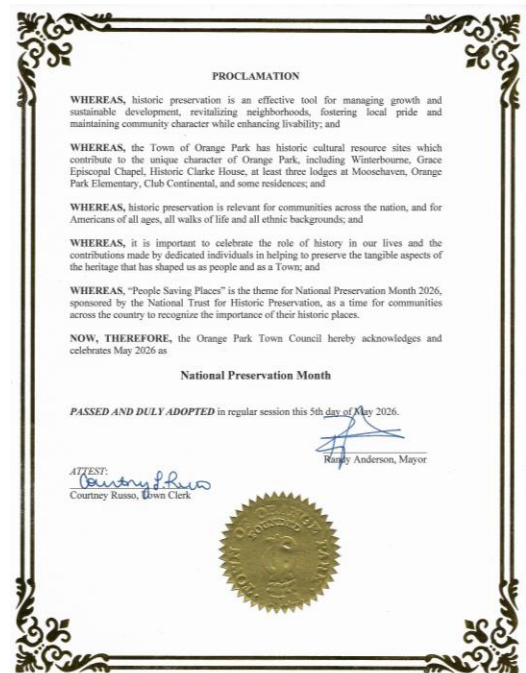 PROCLAMATION
WHEREAS, historic preservation is an effective tool for managing growth and
sustainable development, revitalizing neighborhoods, fostering local pride and
maintaining community character while enhancing livability; and
WHEREAS, the Town of Orange Park has historic cultural resource sites which
contribute to the unique character of Orange Park, including Winterbourne, Grace
Episcopal Chapel, Historic Clarke House, at least three lodges at Moosehaven, Orange
Park Elementary, Club Continental, and some residences; and
WHEREAS, historic preservation is relevant for communities across the nation, and for
Americans of all ages, all walks of life and all ethnic backgrounds; and
WHEREAS, it is important to celebrate the role of history in our lives and the
contributions made by dedicated individuals in helping to preserve the tangible aspects of
the heritage that has shaped us as people and as a Town; and
WHEREAS, “People Saving Places” is the theme for National Preservation Month 2026,
sponsored by the National Trust for Historic Preservation, as a time for communities
across the country to recognize the importance of their historic places.
NOW, THEREFORE, the Orange Park Town Council hereby acknowledges and
celebrates May 2026 as
National Preservation Month
PASSED AND DULY ADOPTED in regular session this 5th day of May 2026.
Randy Anderson, Mayor
ATTEST:
Courtney L. Russo
Courtney Russo, Town Clerk
TOWN OF ORANGE PARK
FOUNDED